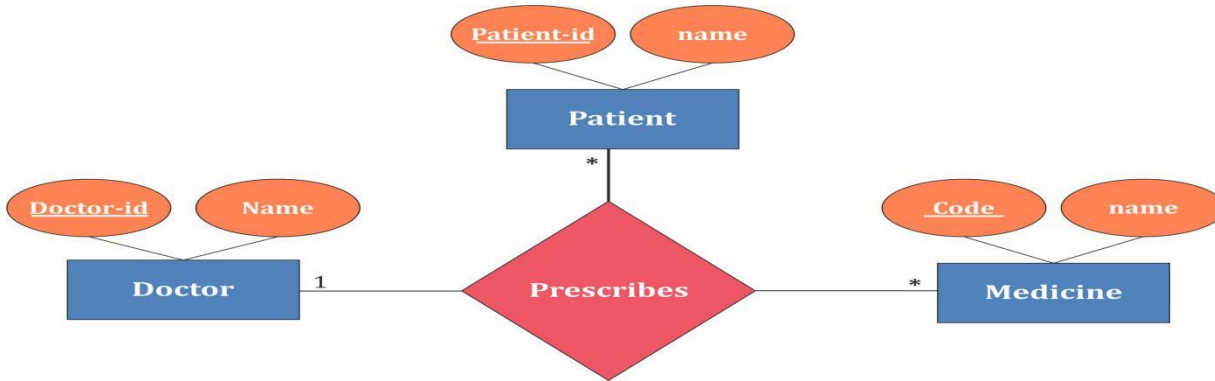 Patient-id
name
Patient
*
Doctor-id
Name
Code
name
Doctor
1
Prescribes
*
Medicine